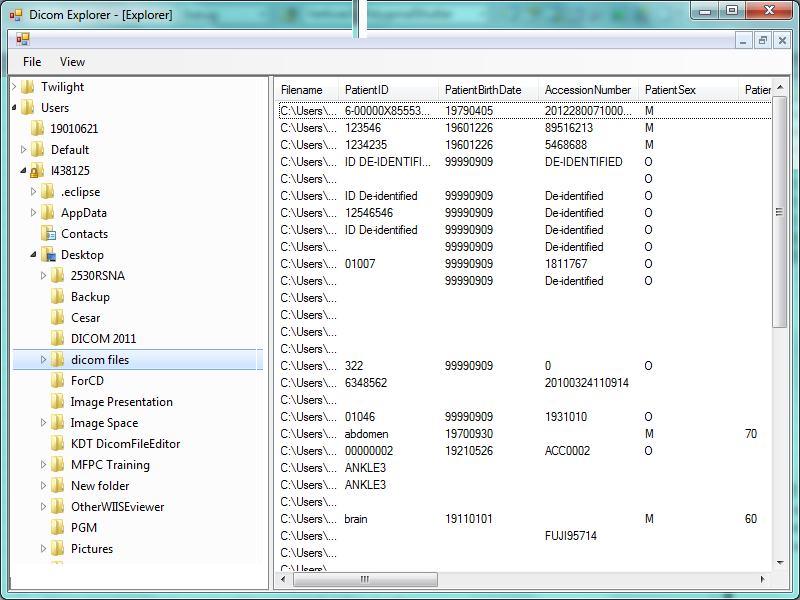 Dicom Explorer - [Explorer]
File View
Twilight
Users
19010621
Default
I438125
.eclipse
AppData
Contacts
Desktop
2530RSNA
Backup
Cesar
DICOM 2011
dicom files
ForCD
Image Presentation
Image Space
KDT DicomFileEditor
MFPC Training
New folder
OtherWIISEviewer
PGM
Pictures
Filename PatientID PatientBirthDate AccessionNumber PatientSex Patier
C:\Users\... 6-00000X85553... 19790405 2012280071000... M
C:\Users\... 123546 19601226 89516213 M
C:\Users\... 1234235 19601226 5468688 M
C:\Users\... ID DE-IDENTIFI... 99990909 DE-IDENTIFIED O
C:\Users\... O
C:\Users\... ID De-identified 99990909 De-identified O
C:\Users\... 12546546 99990909 De-identified O
C:\Users\... ID De-identified 99990909 De-identified O
C:\Users\... 99990909 De-identified O
C:\Users\... 01007 99990909 1811767 O
C:\Users\... 99990909 De-identified O
C:\Users\...
C:\Users\...
C:\Users\...
C:\Users\...
C:\Users\... 322 99990909 0 O
C:\Users\... 6348562 20100324110914
C:\Users\...
C:\Users\... 01046 99990909 1931010 O
C:\Users\... abdomen 19700930 M 70
C:\Users\... 00000002 19210526 ACC0002 O
C:\Users\... ANKLE3
C:\Users\... ANKLE3
C:\Users\...
C:\Users\... brain 19110101 M 60
C:\Users\... FUJI95714
C:\Users\...
C:\Users\...